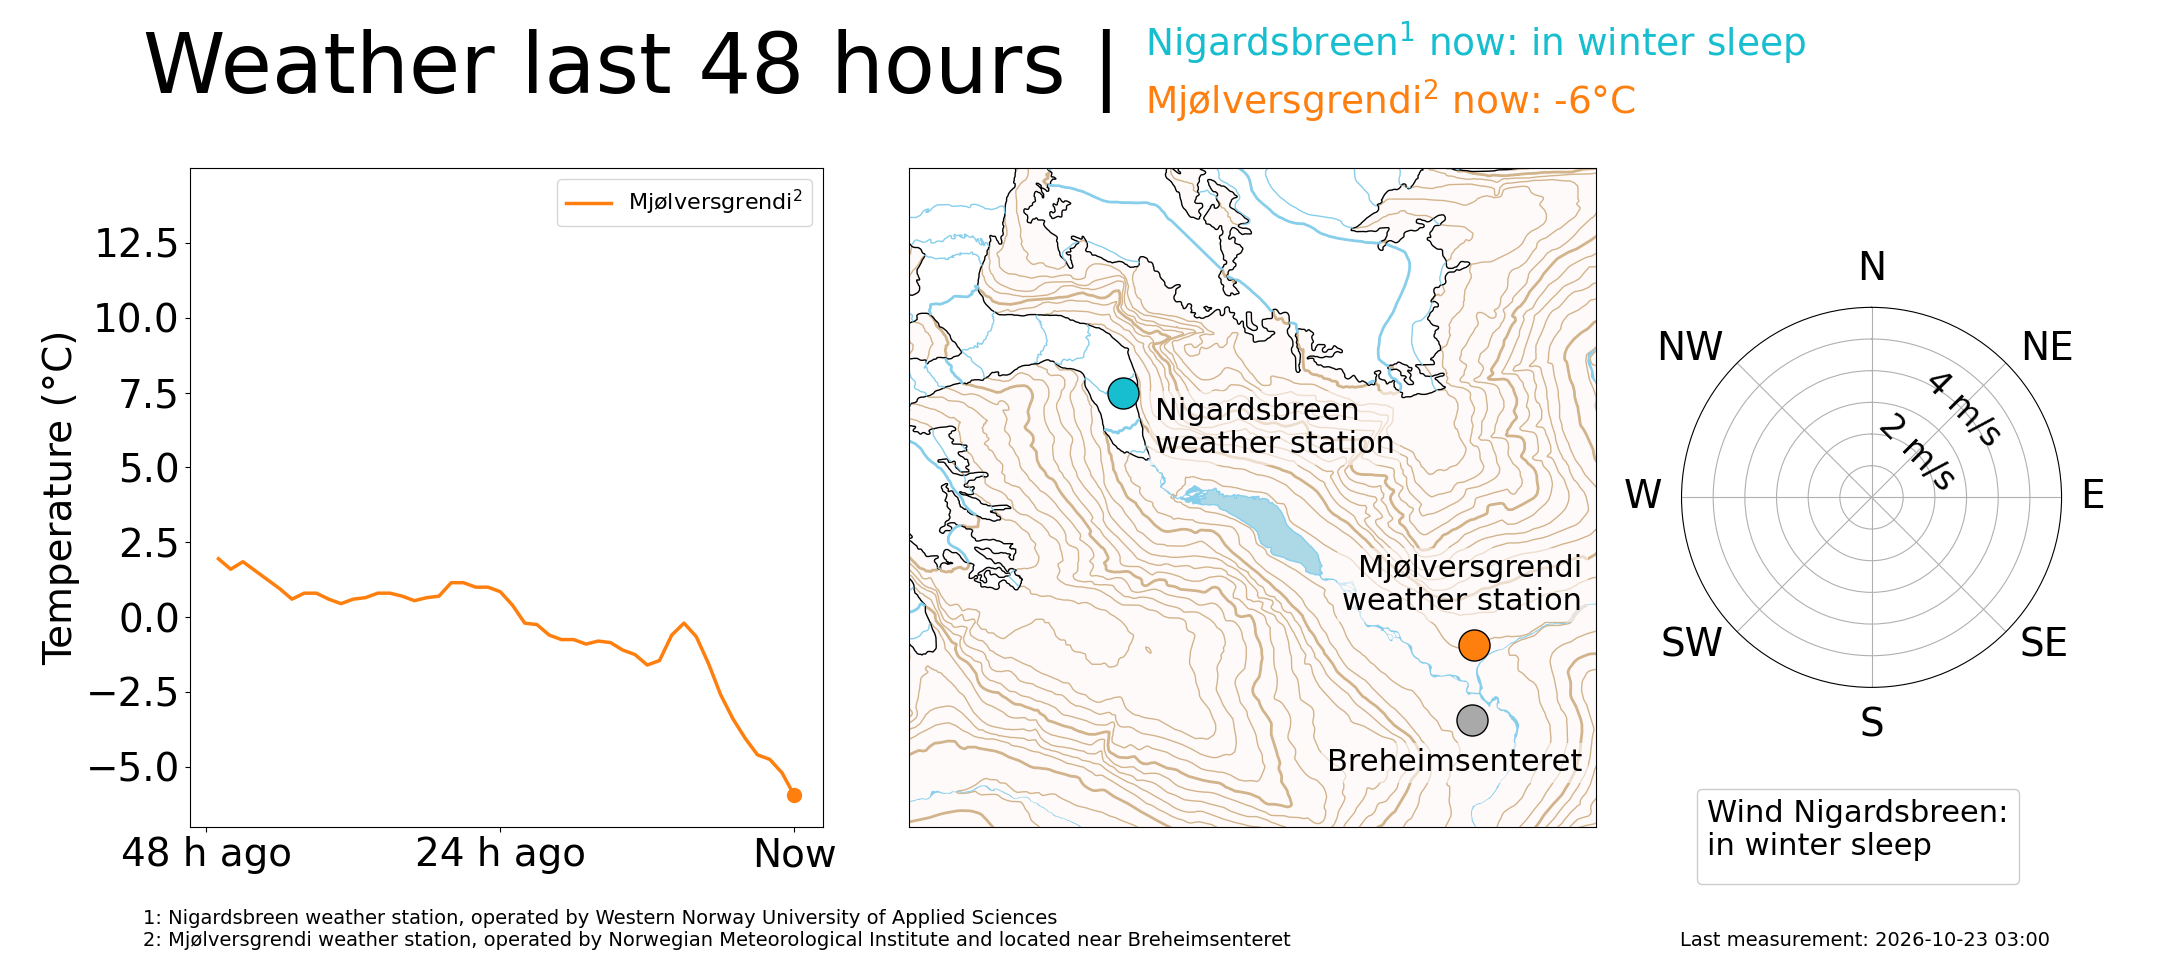 Weather last 48 hours |
Nigardsbreen¹ now: in winter sleep
Mjølversgrendi² now: -6°C
Mjølversgrendi²
Temperature (°C)
12.5
10.0
7.5
5.0
2.5
0.0
−2.5
−5.0
48 h ago
24 h ago
Now
Nigardsbreen
weather station
Mjølversgrendi
weather station
Breheimsenteret
N
NE
E
SE
S
SW
W
NW
4 m/s
2 m/s
Wind Nigardsbreen:
in winter sleep
1: Nigardsbreen weather station, operated by Western Norway University of Applied Sciences
2: Mjølversgrendi weather station, operated by Norwegian Meteorological Institute and located near Breheimsenteret
Last measurement: 2026-10-23 03:00